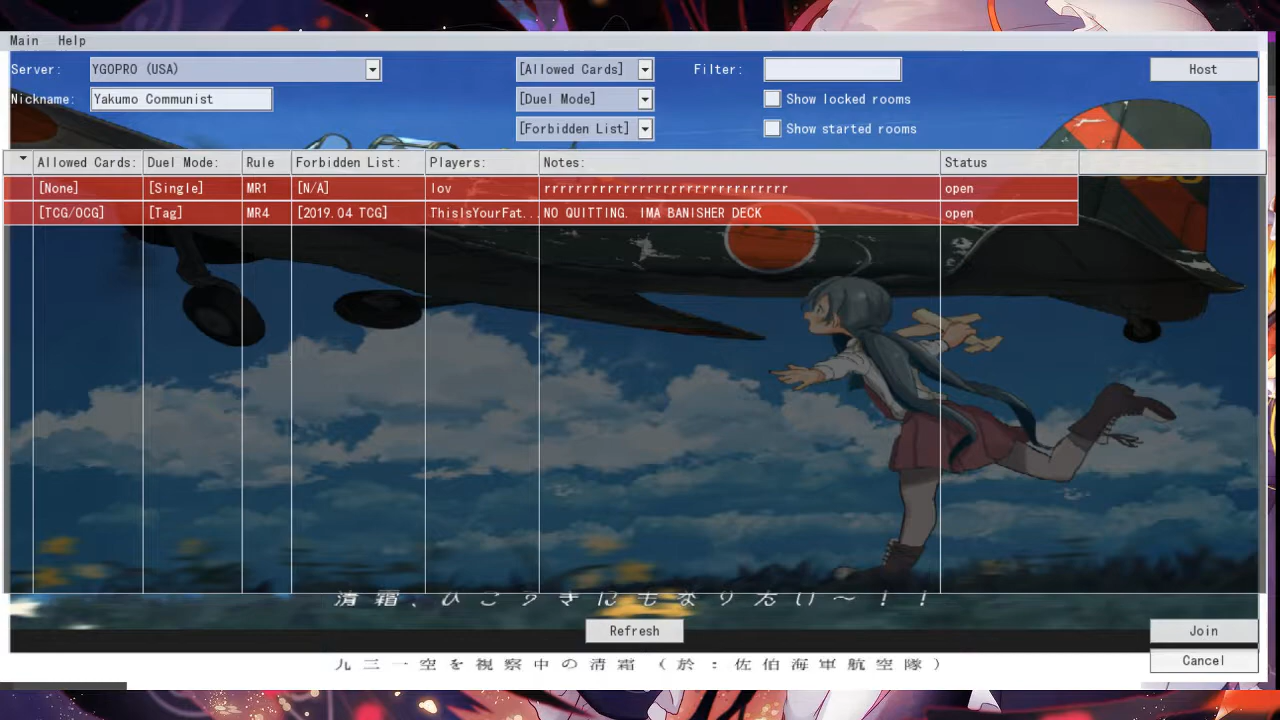 Main Help
Server: YGOPRO (USA) [Allowed Cards] Filter: Host
Nickname: Yakumo Communist [Duel Mode] Show locked rooms
[Forbidden List] Show started rooms
Allowed Cards: Duel Mode: Rule Forbidden List: Players: Notes: Status
[None] [Single] MR1 [N/A] lov rrrrrrrrrrrrrrrrrrrrrrrrrrrrrrr open
[TCG/OCG] [Tag] MR4 [2019.04 TCG] ThisIsYourFat... NO QUITTING. IMA BANISHER DECK open
Refresh Join
Cancel
九三一空を視察中の清霜(於:佐伯海軍航空隊)